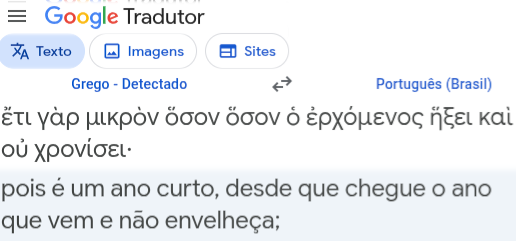 Google Tradutor
Texto Imagens Sites
Grego - Detectado Português (Brasil)
ἔτι γὰρ μικρὸν ὅσον ὅσον ὁ ἐρχόμενος ἥξει καὶ
οὐ χρονίσει·
pois é um ano curto, desde que chegue o ano
que vem e não envelheça;